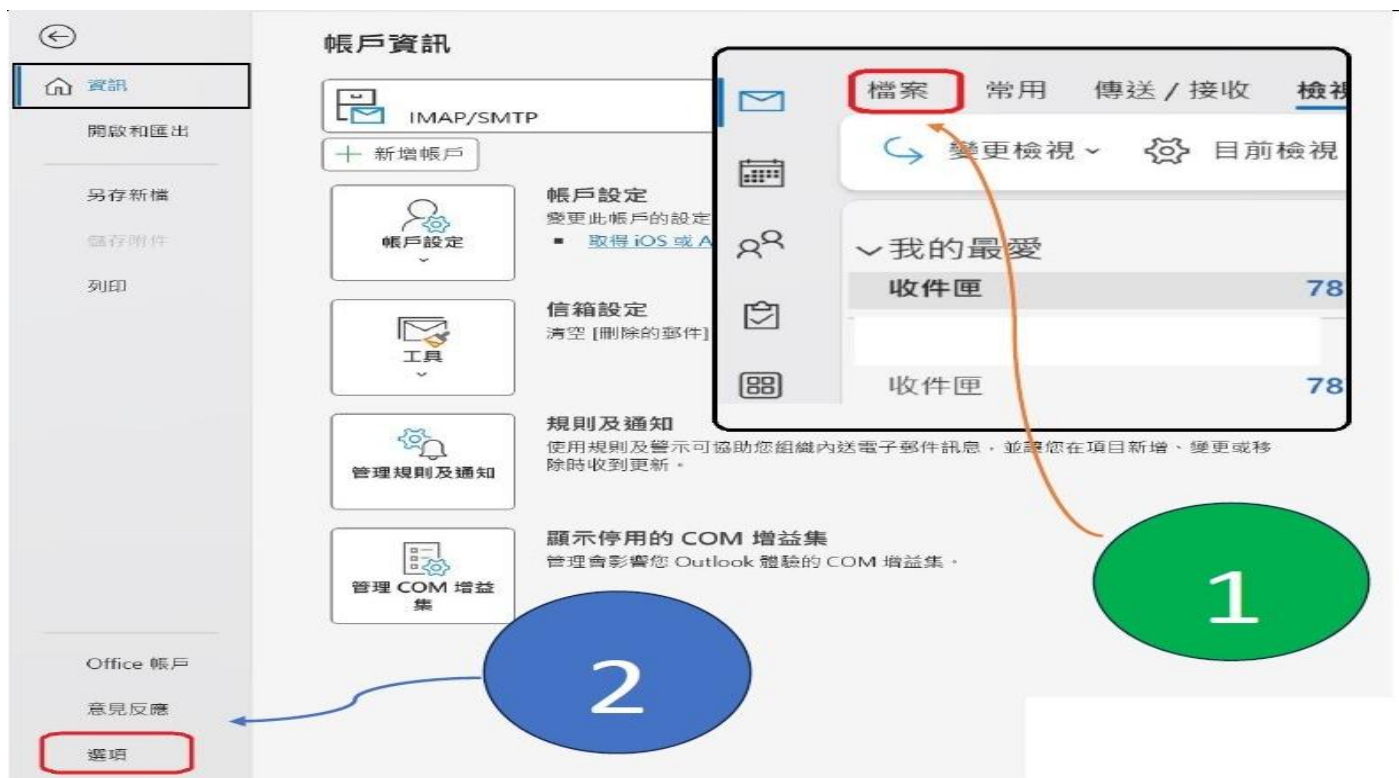 帳戶資訊
資訊
開啟和匯出
另存新檔
儲存附件
列印
Office 帳戶
意見反應
選項
IMAP/SMTP
新增帳戶
帳戶設定
帳戶設定
變更此帳戶的設定
取得 iOS 或 A
工具
信箱設定
清空 [刪除的郵件]
管理規則及通知
規則及通知
使用規則及警示可協助您組織內送電子郵件訊息，並讓您在項目新增、變更或移
除時收到更新。
管理 COM 增益
集
顯示停用的 COM 增益集
管理會影響您 Outlook 體驗的 COM 增益集。
檔案 常用 傳送 / 接收 檢視
變更檢視 目前檢視
我的最愛
收件匣 78
收件匣 78
1
2